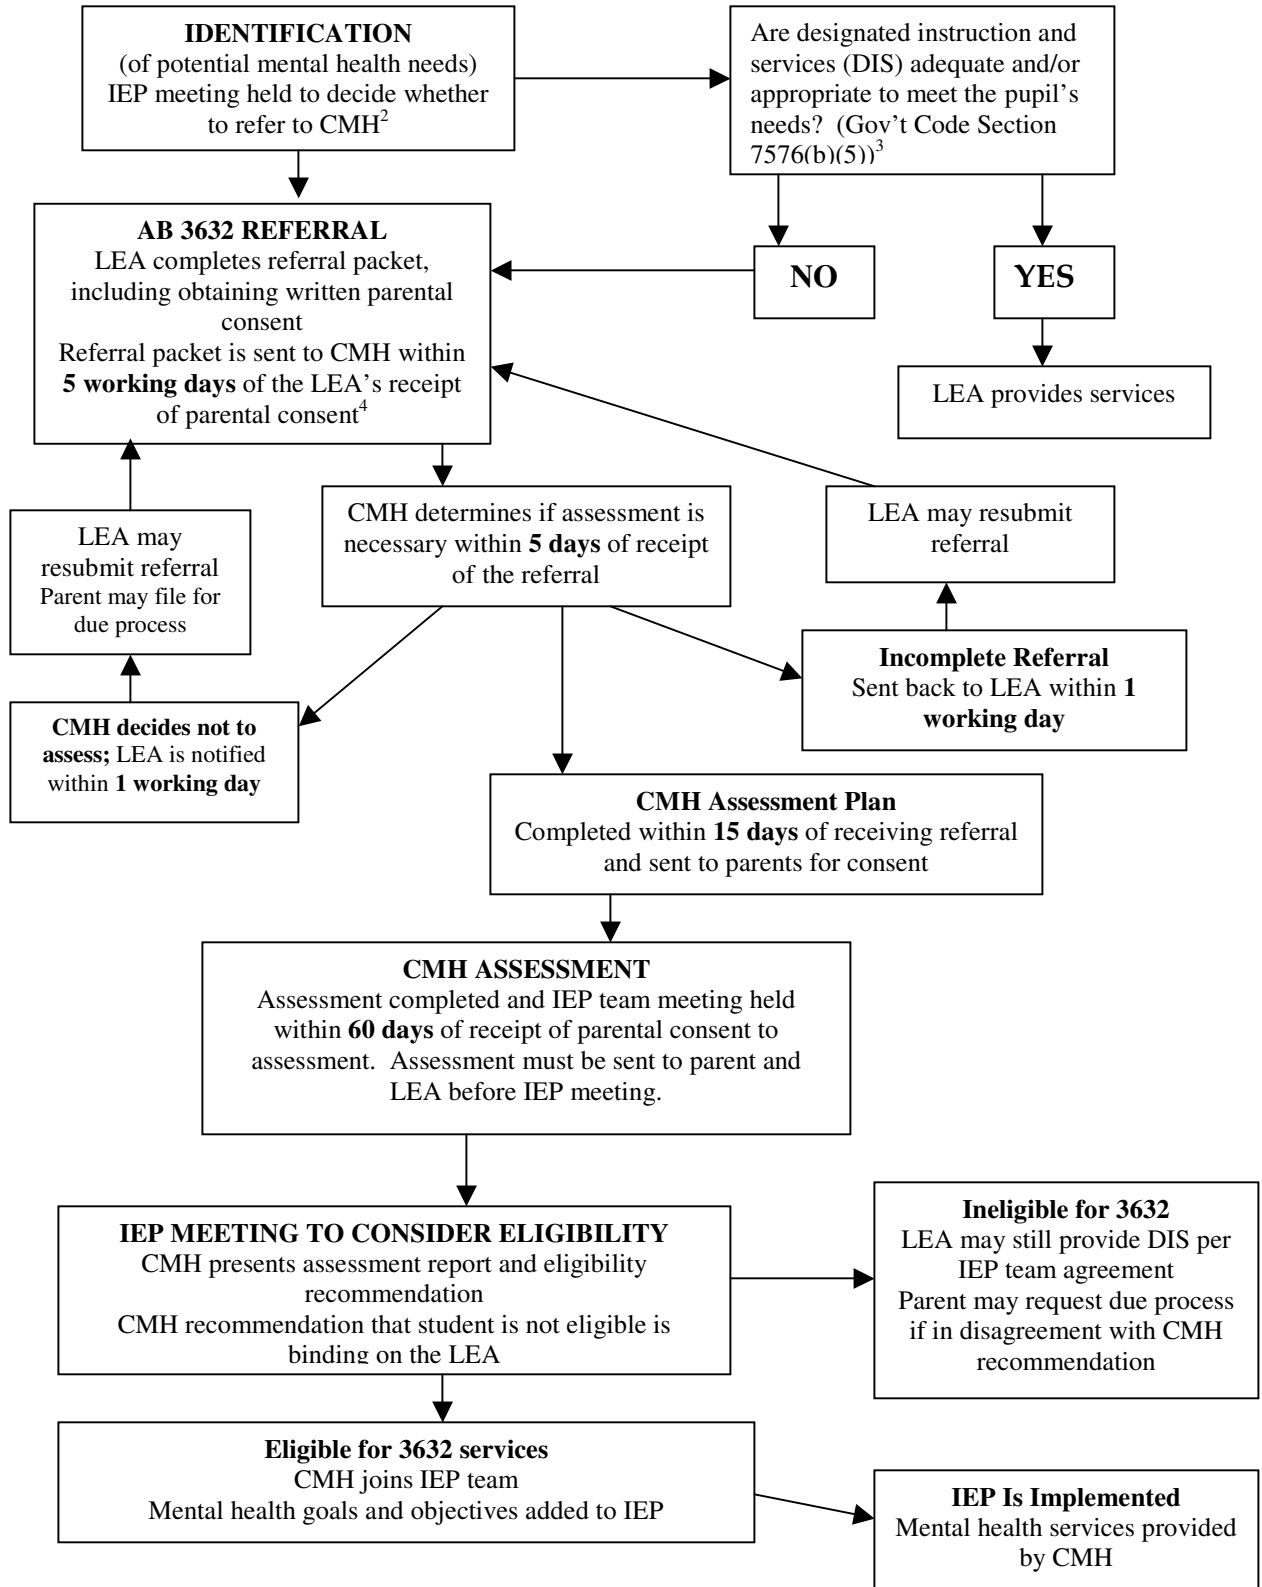 IDENTIFICATION
(of potential mental health needs)
IEP meeting held to decide whether
to refer to CMH2
Are designated instruction and
services (DIS) adequate and/or
appropriate to meet the pupil's
needs? (Gov't Code Section
7576(b)(5))3
AB 3632 REFERRAL
LEA completes referral packet,
including obtaining written parental
consent
Referral packet is sent to CMH within
5 working days of the LEA's receipt
of parental consent4
NO
YES
LEA provides services
LEA may
resubmit referral
Parent may file for
due process
CMH determines if assessment is
necessary within 5 days of receipt
of the referral
LEA may resubmit
referral
Incomplete Referral
Sent back to LEA within 1
working day
CMH decides not to
assess; LEA is notified
within 1 working day
CMH Assessment Plan
Completed within 15 days of receiving referral
and sent to parents for consent
CMH ASSESSMENT
Assessment completed and IEP team meeting held
within 60 days of receipt of parental consent to
assessment. Assessment must be sent to parent and
LEA before IEP meeting.
IEP MEETING TO CONSIDER ELIGIBILITY
CMH presents assessment report and eligibility
recommendation
CMH recommendation that student is not eligible is
binding on the LEA
Ineligible for 3632
LEA may still provide DIS per
IEP team agreement
Parent may request due process
if in disagreement with CMH
recommendation
Eligible for 3632 services
CMH joins IEP team
Mental health goals and objectives added to IEP
IEP Is Implemented
Mental health services provided
by CMH